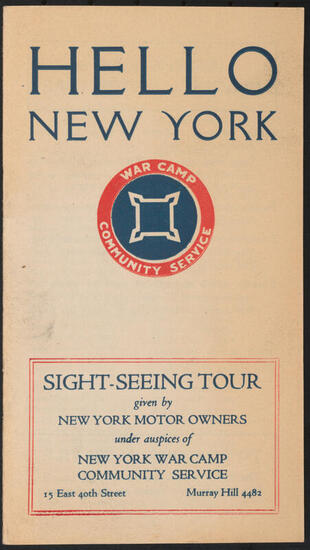 HELLO
NEW YORK
WAR CAMP
COMMUNITY SERVICE
SIGHT-SEEING TOUR
given by
NEW YORK MOTOR OWNERS
under auspices of
NEW YORK WAR CAMP
COMMUNITY SERVICE
15 East 40th Street Murray Hill 4482